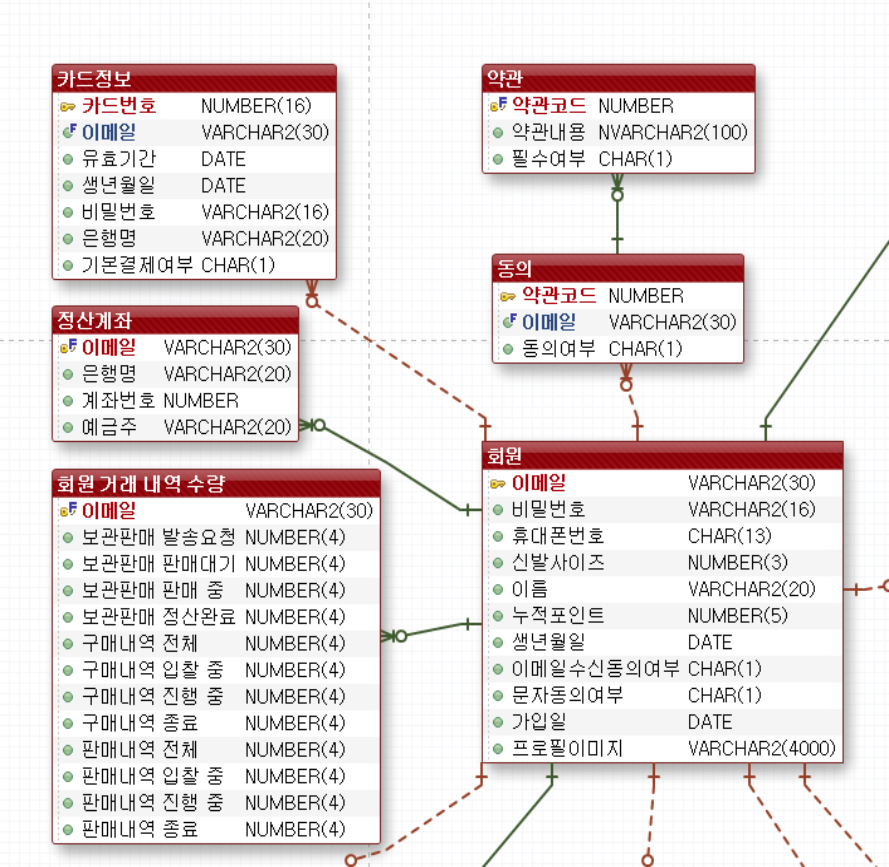 카드정보
카드번호 NUMBER(16)
이메일 VARCHAR2(30)
유효기간 DATE
생년월일 DATE
비밀번호 VARCHAR2(16)
은행명 VARCHAR2(20)
기본결제여부 CHAR(1)
약관
약관코드 NUMBER
약관내용 NVARCHAR2(100)
필수여부 CHAR(1)
동의
약관코드 NUMBER
이메일 VARCHAR2(30)
동의여부 CHAR(1)
정산계좌
이메일 VARCHAR2(30)
은행명 VARCHAR2(20)
계좌번호 NUMBER
예금주 VARCHAR2(20)
회원 거래 내역 수량
이메일 VARCHAR2(30)
보관판매 발송요청 NUMBER(4)
보관판매 판매대기 NUMBER(4)
보관판매 판매 중 NUMBER(4)
보관판매 정산완료 NUMBER(4)
구매내역 전체 NUMBER(4)
구매내역 입찰 중 NUMBER(4)
구매내역 진행 중 NUMBER(4)
구매내역 종료 NUMBER(4)
판매내역 전체 NUMBER(4)
판매내역 입찰 중 NUMBER(4)
판매내역 진행 중 NUMBER(4)
판매내역 종료 NUMBER(4)
회원
이메일 VARCHAR2(30)
비밀번호 VARCHAR2(16)
휴대폰번호 CHAR(13)
신발사이즈 NUMBER(3)
이름 VARCHAR2(20)
누적포인트 NUMBER(5)
생년월일 DATE
이메일수신동의여부 CHAR(1)
문자동의여부 CHAR(1)
가입일 DATE
프로필이미지 VARCHAR2(4000)